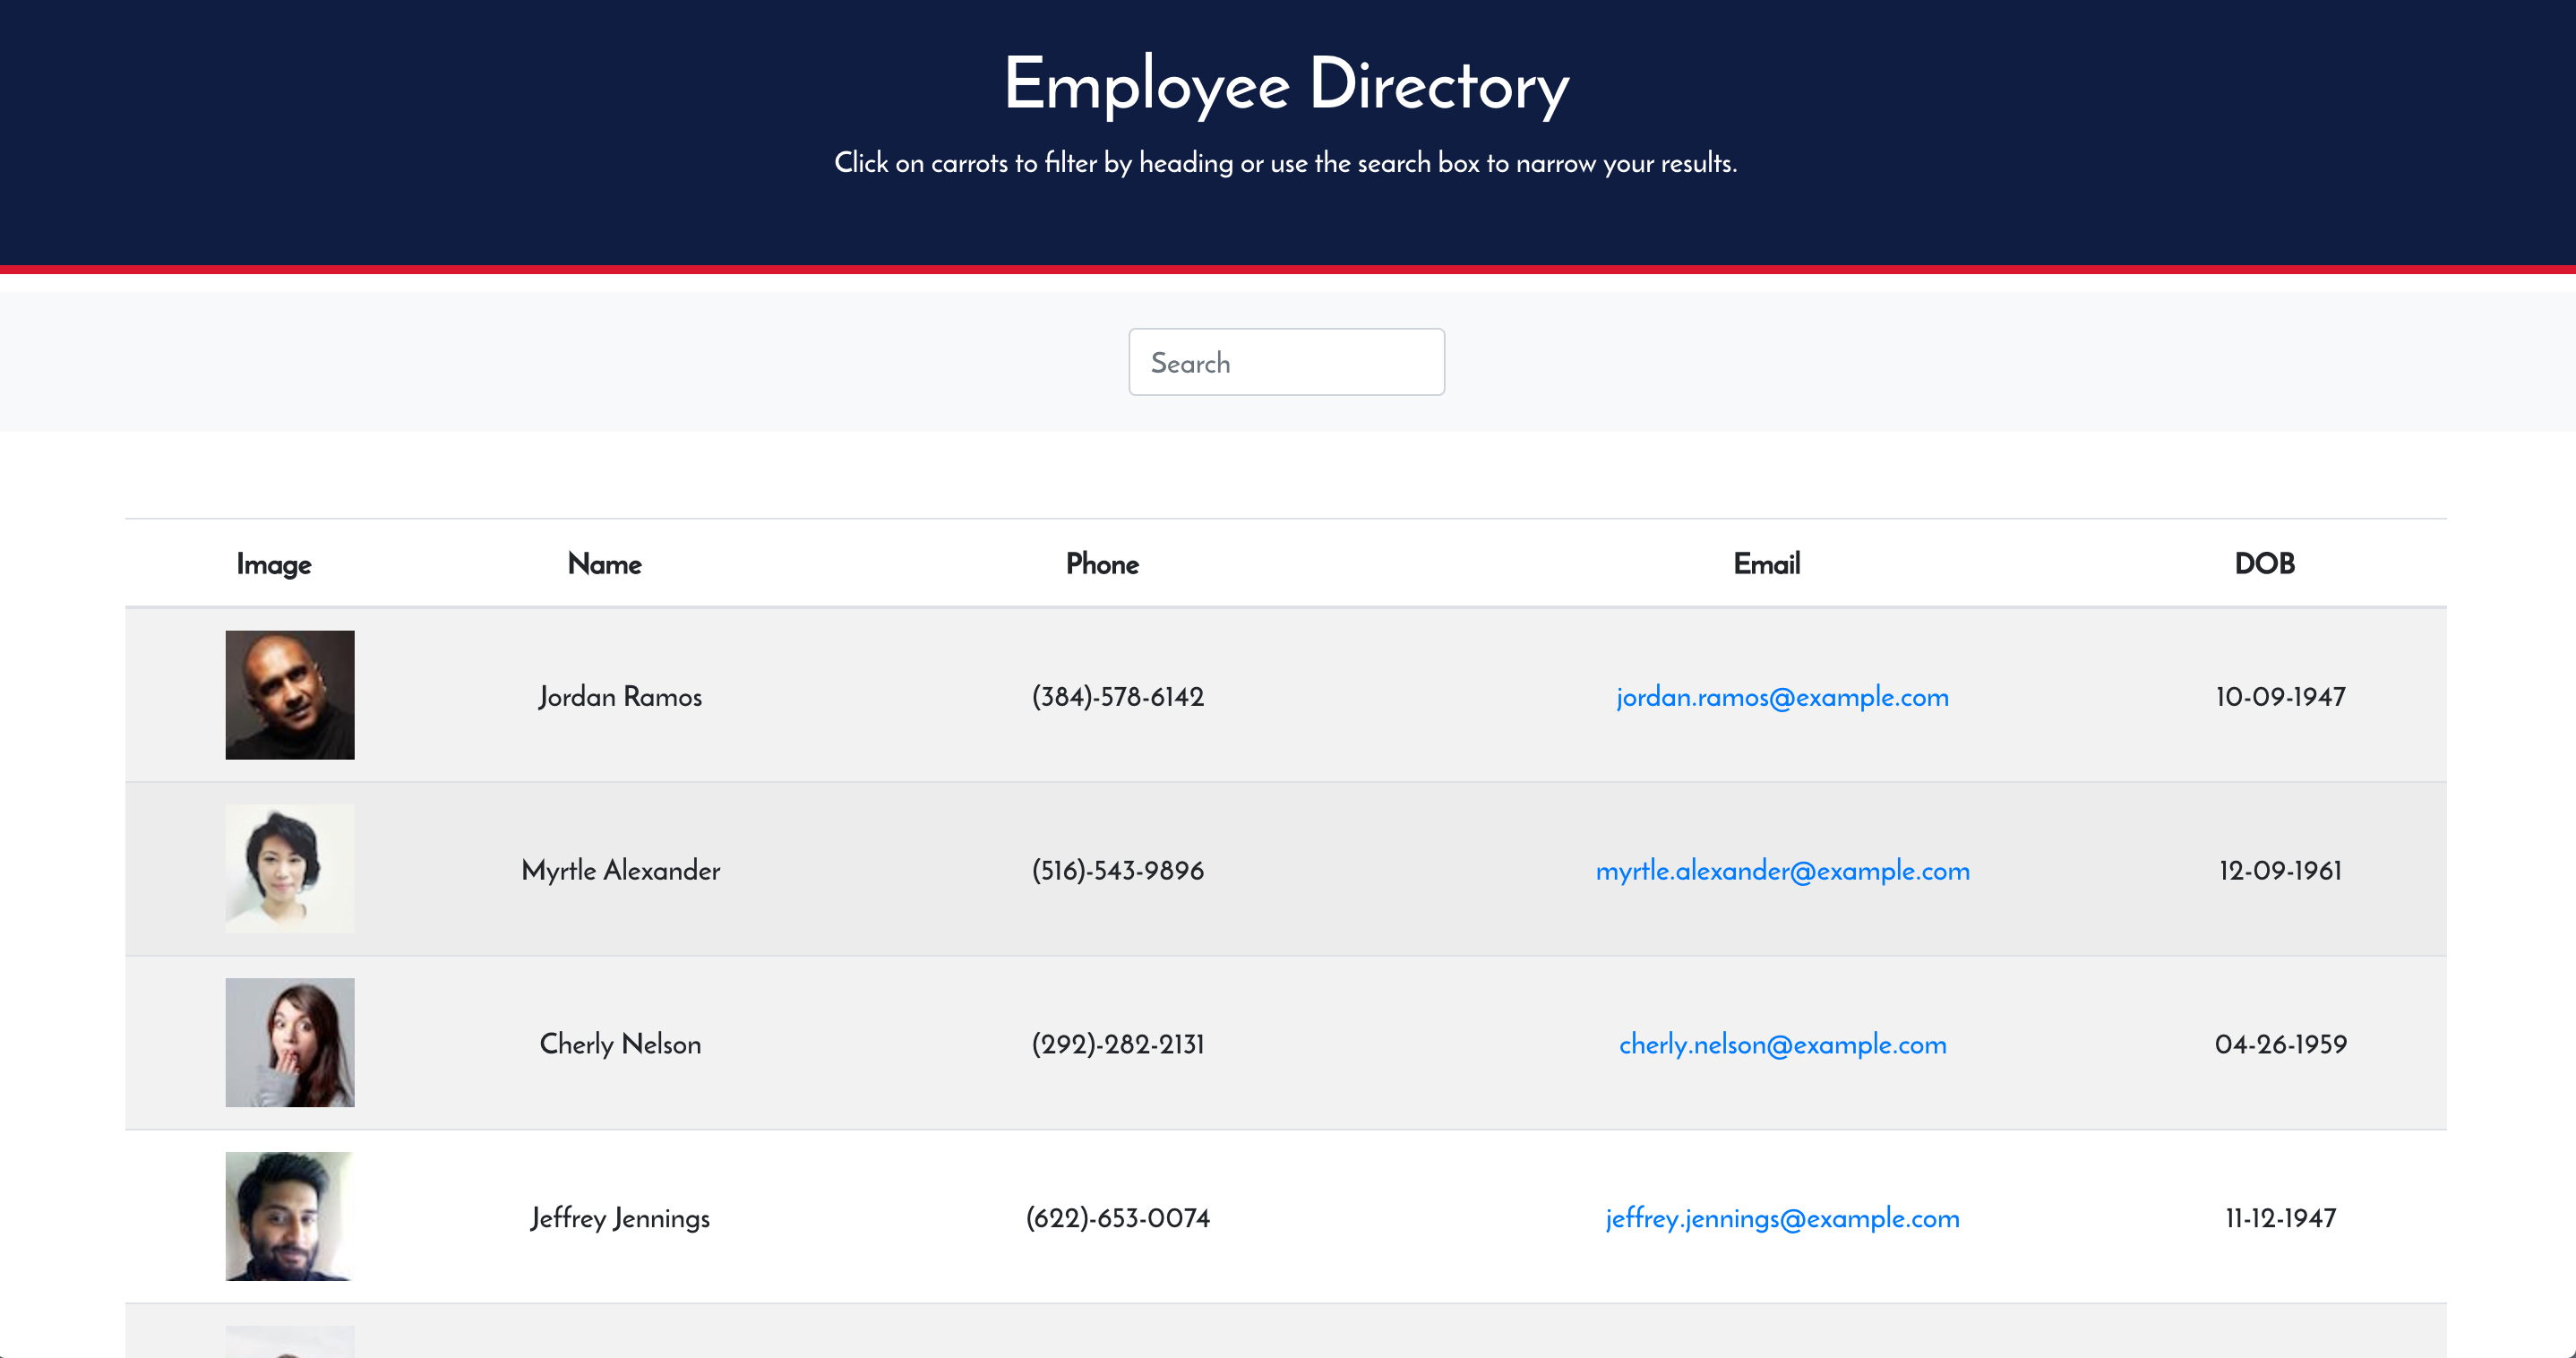 Employee Directory
Click on carrots to filter by heading or use the search box to narrow your results.
Search
Image Name Phone Email DOB
Jordan Ramos (384)-578-6142 jordan.ramos@example.com 10-09-1947
Myrtle Alexander (516)-543-9896 myrtle.alexander@example.com 12-09-1961
Cherly Nelson (292)-282-2131 cherly.nelson@example.com 04-26-1959
Jeffrey Jennings (622)-653-0074 jeffrey.jennings@example.com 11-12-1947